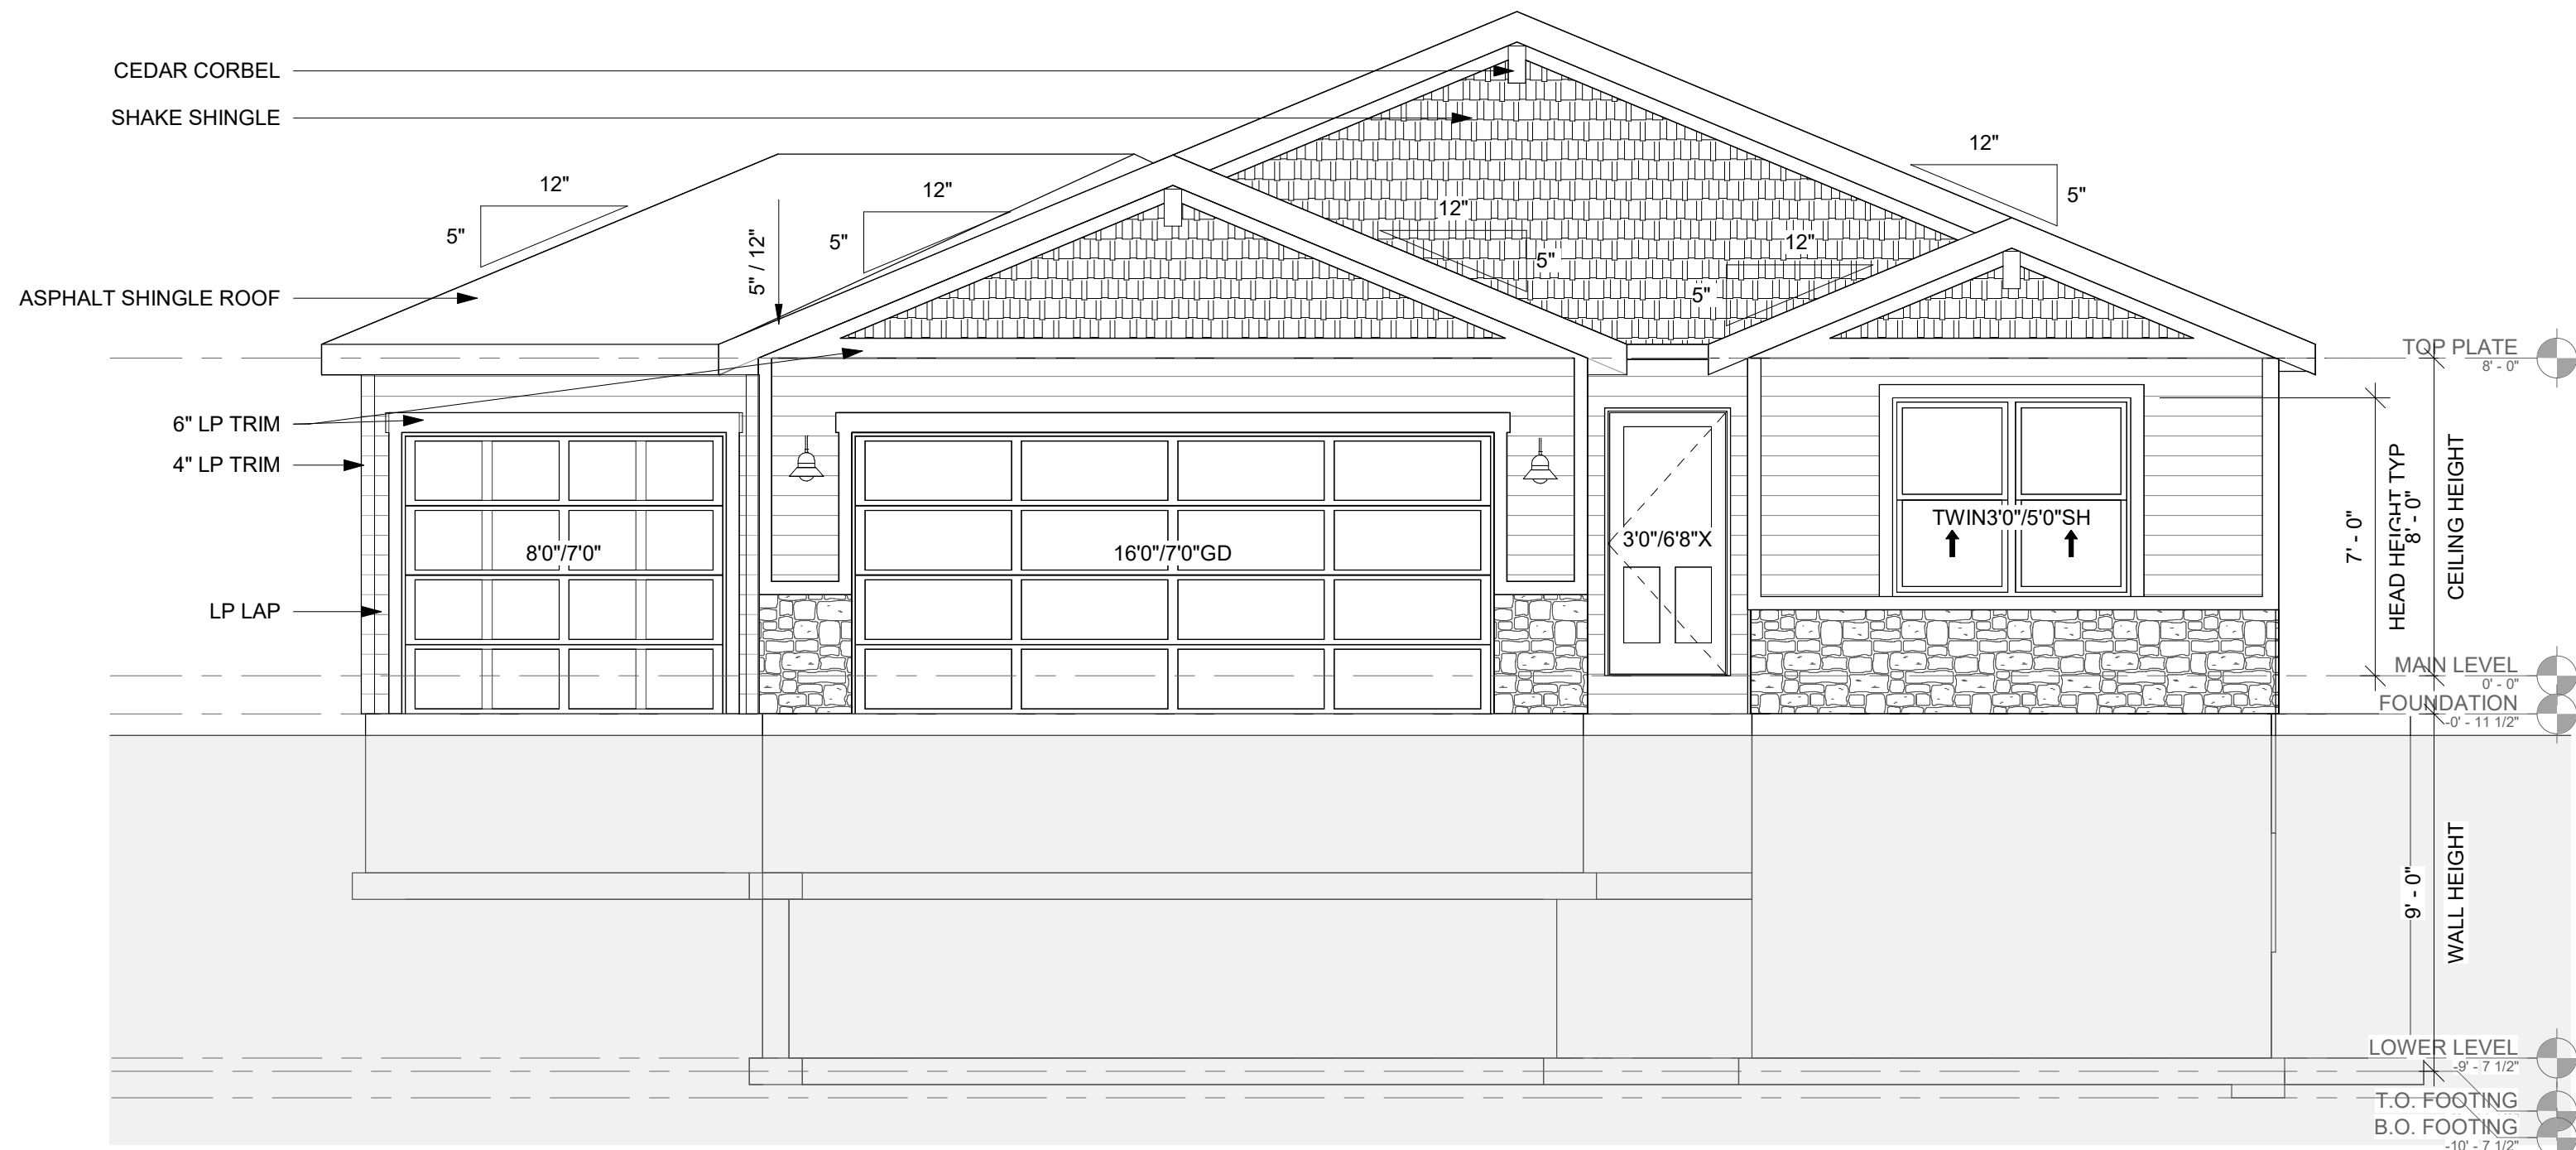 CEDAR CORBEL
SHAKE SHINGLE
12"
5"
12"
5"
12"
5"
5" / 12"
12"
5"
12"
5"
ASPHALT SHINGLE ROOF
TOP PLATE
8' - 0"
6" LP TRIM
4" LP TRIM
LP LAP
8'0"/7'0"
16'0"/7'0"GD
3'0"/6'8"X
TWIN3'0"/5'0"SH
7' - 0"
HEAD HEIGHT TYP
8' - 0"
CEILING HEIGHT
MAIN LEVEL
0' - 0"
FOUNDATION
-0' - 11 1/2"
9' - 0"
WALL HEIGHT
LOWER LEVEL
-9' - 7 1/2"
T.O. FOOTING
B.O. FOOTING
-10' - 7 1/2"